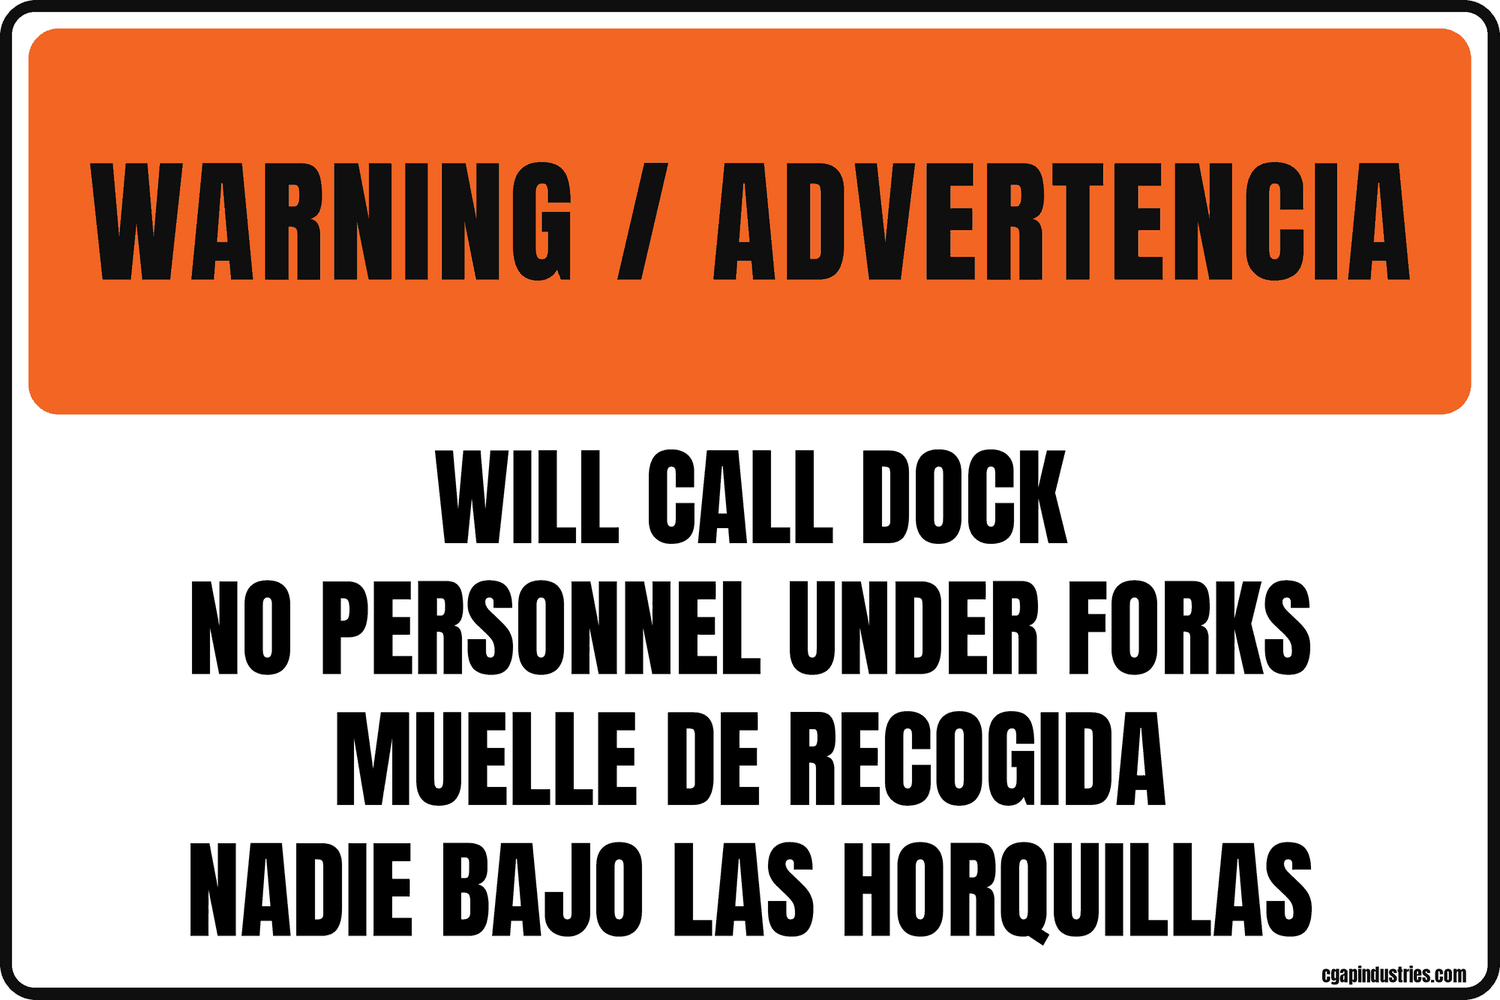 WARNING / ADVERTENCIA
WILL CALL DOCK
NO PERSONNEL UNDER FORKS
MUELLE DE RECOGIDA
NADIE BAJO LAS HORQUILLAS
cgapindustries.com